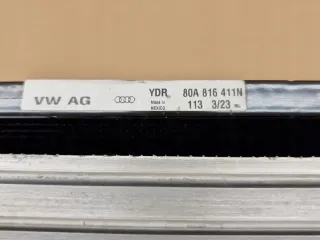 VW AG YDR 80A 816 411N
MADE IN 113 3/23
MEXICO